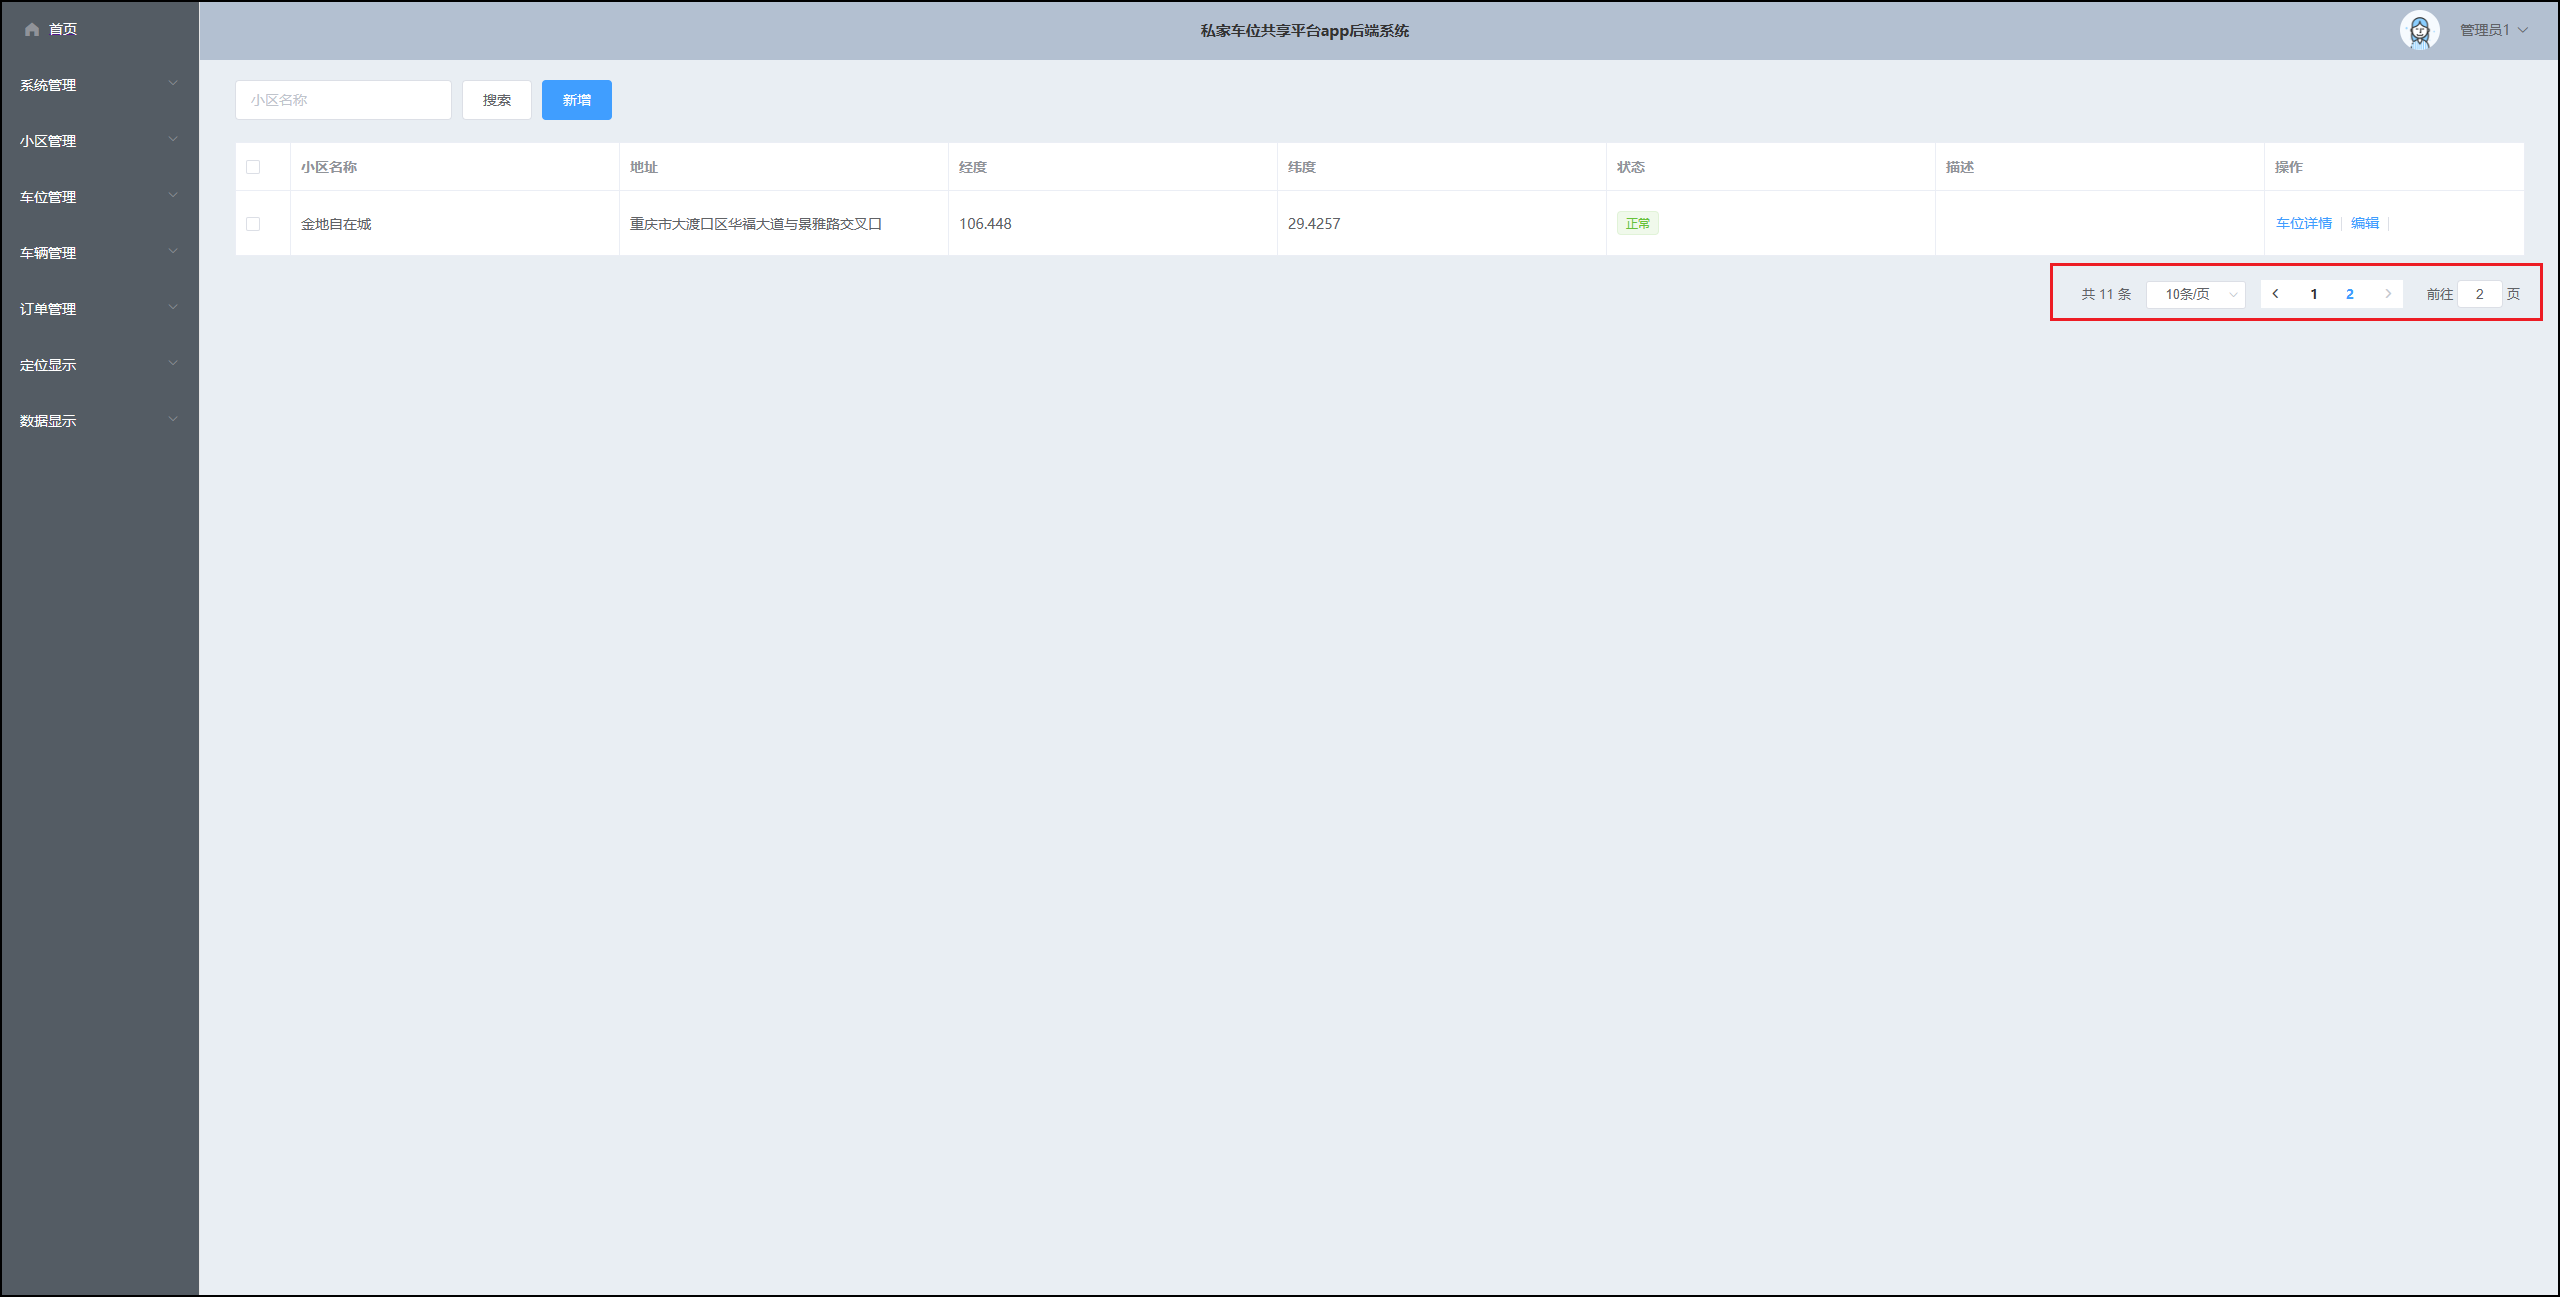 首页
系统管理
小区管理
车位管理
车辆管理
订单管理
定位显示
数据显示
私家车位共享平台app后端系统
管理员1
小区名称 搜索 新增
小区名称 地址 经度 纬度 状态 描述 操作
金地自在城 重庆市大渡口区华福大道与景雅路交叉口 106.448 29.4257 正常 车位详情 编辑
共 11 条 10条/页 1 2 前往 2 页